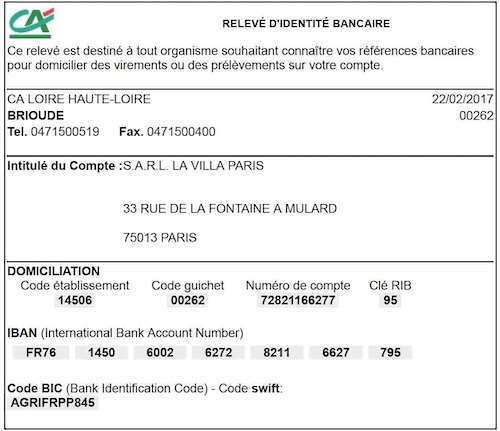 CA
RELEVÉ D'IDENTITÉ BANCAIRE
Ce relevé est destiné à tout organisme souhaitant connaître vos références bancaires
pour domicilier des virements ou des prélèvements sur votre compte.
CA LOIRE HAUTE-LOIRE 22/02/2017
BRIOUDE 00262
Tel. 0471500519 Fax. 0471500400
Intitulé du Compte :S.A.R.L. LA VILLA PARIS
33 RUE DE LA FONTAINE A MULARD
75013 PARIS
DOMICILIATION
Code établissement Code guichet Numéro de compte Clé RIB
14506 00262 72821166277 95
IBAN (International Bank Account Number)
FR76 1450 6002 6272 8211 6627 795
Code BIC (Bank Identification Code) - Code swift:
AGRIFRPP845